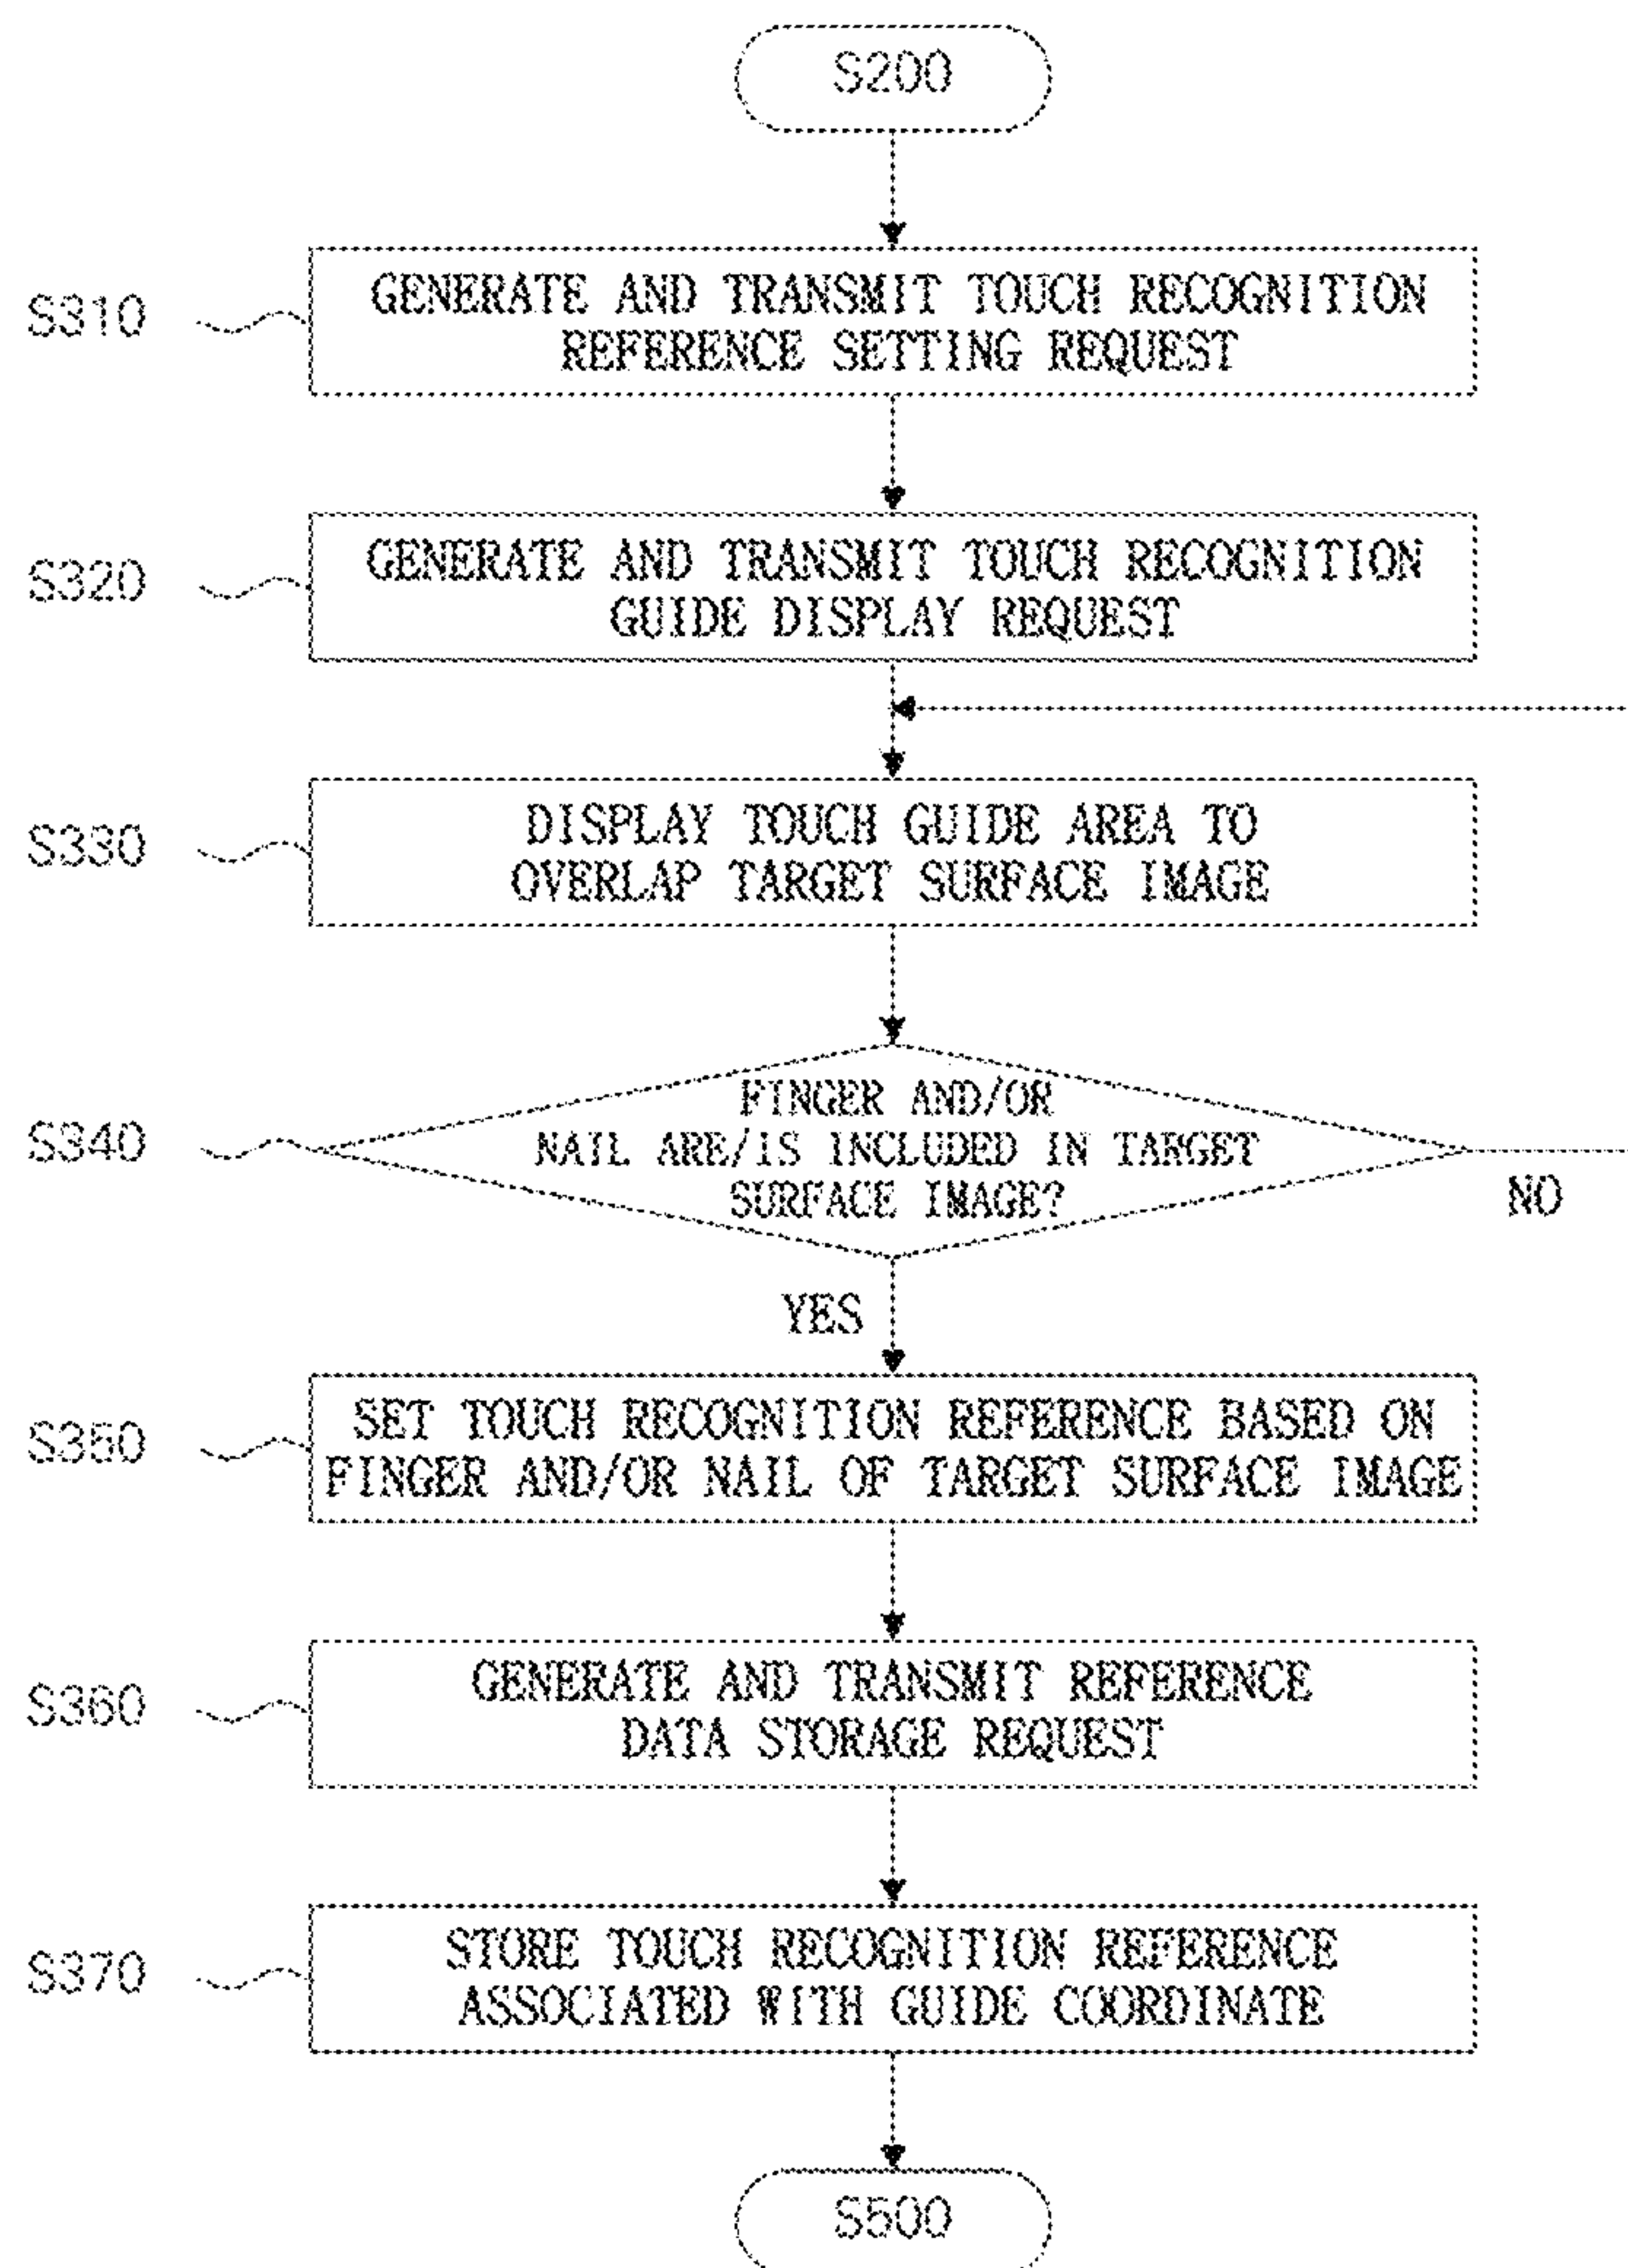 S200
S310
GENERATE AND TRANSMIT TOUCH RECOGNITION
REFERENCE SETTING REQUEST
S320
GENERATE AND TRANSMIT TOUCH RECOGNITION
GUIDE DISPLAY REQUEST
S330
DISPLAY TOUCH GUIDE AREA TO
OVERLAP TARGET SURFACE IMAGE
S340
FINGER AND/OR
NAIL ARE/IS INCLUDED IN TARGET
SURFACE IMAGE?
NO
YES
S350
SET TOUCH RECOGNITION REFERENCE BASED ON
FINGER AND/OR NAIL OF TARGET SURFACE IMAGE
S360
GENERATE AND TRANSMIT REFERENCE
DATA STORAGE REQUEST
S370
STORE TOUCH RECOGNITION REFERENCE
ASSOCIATED WITH GUIDE COORDINATE
S500